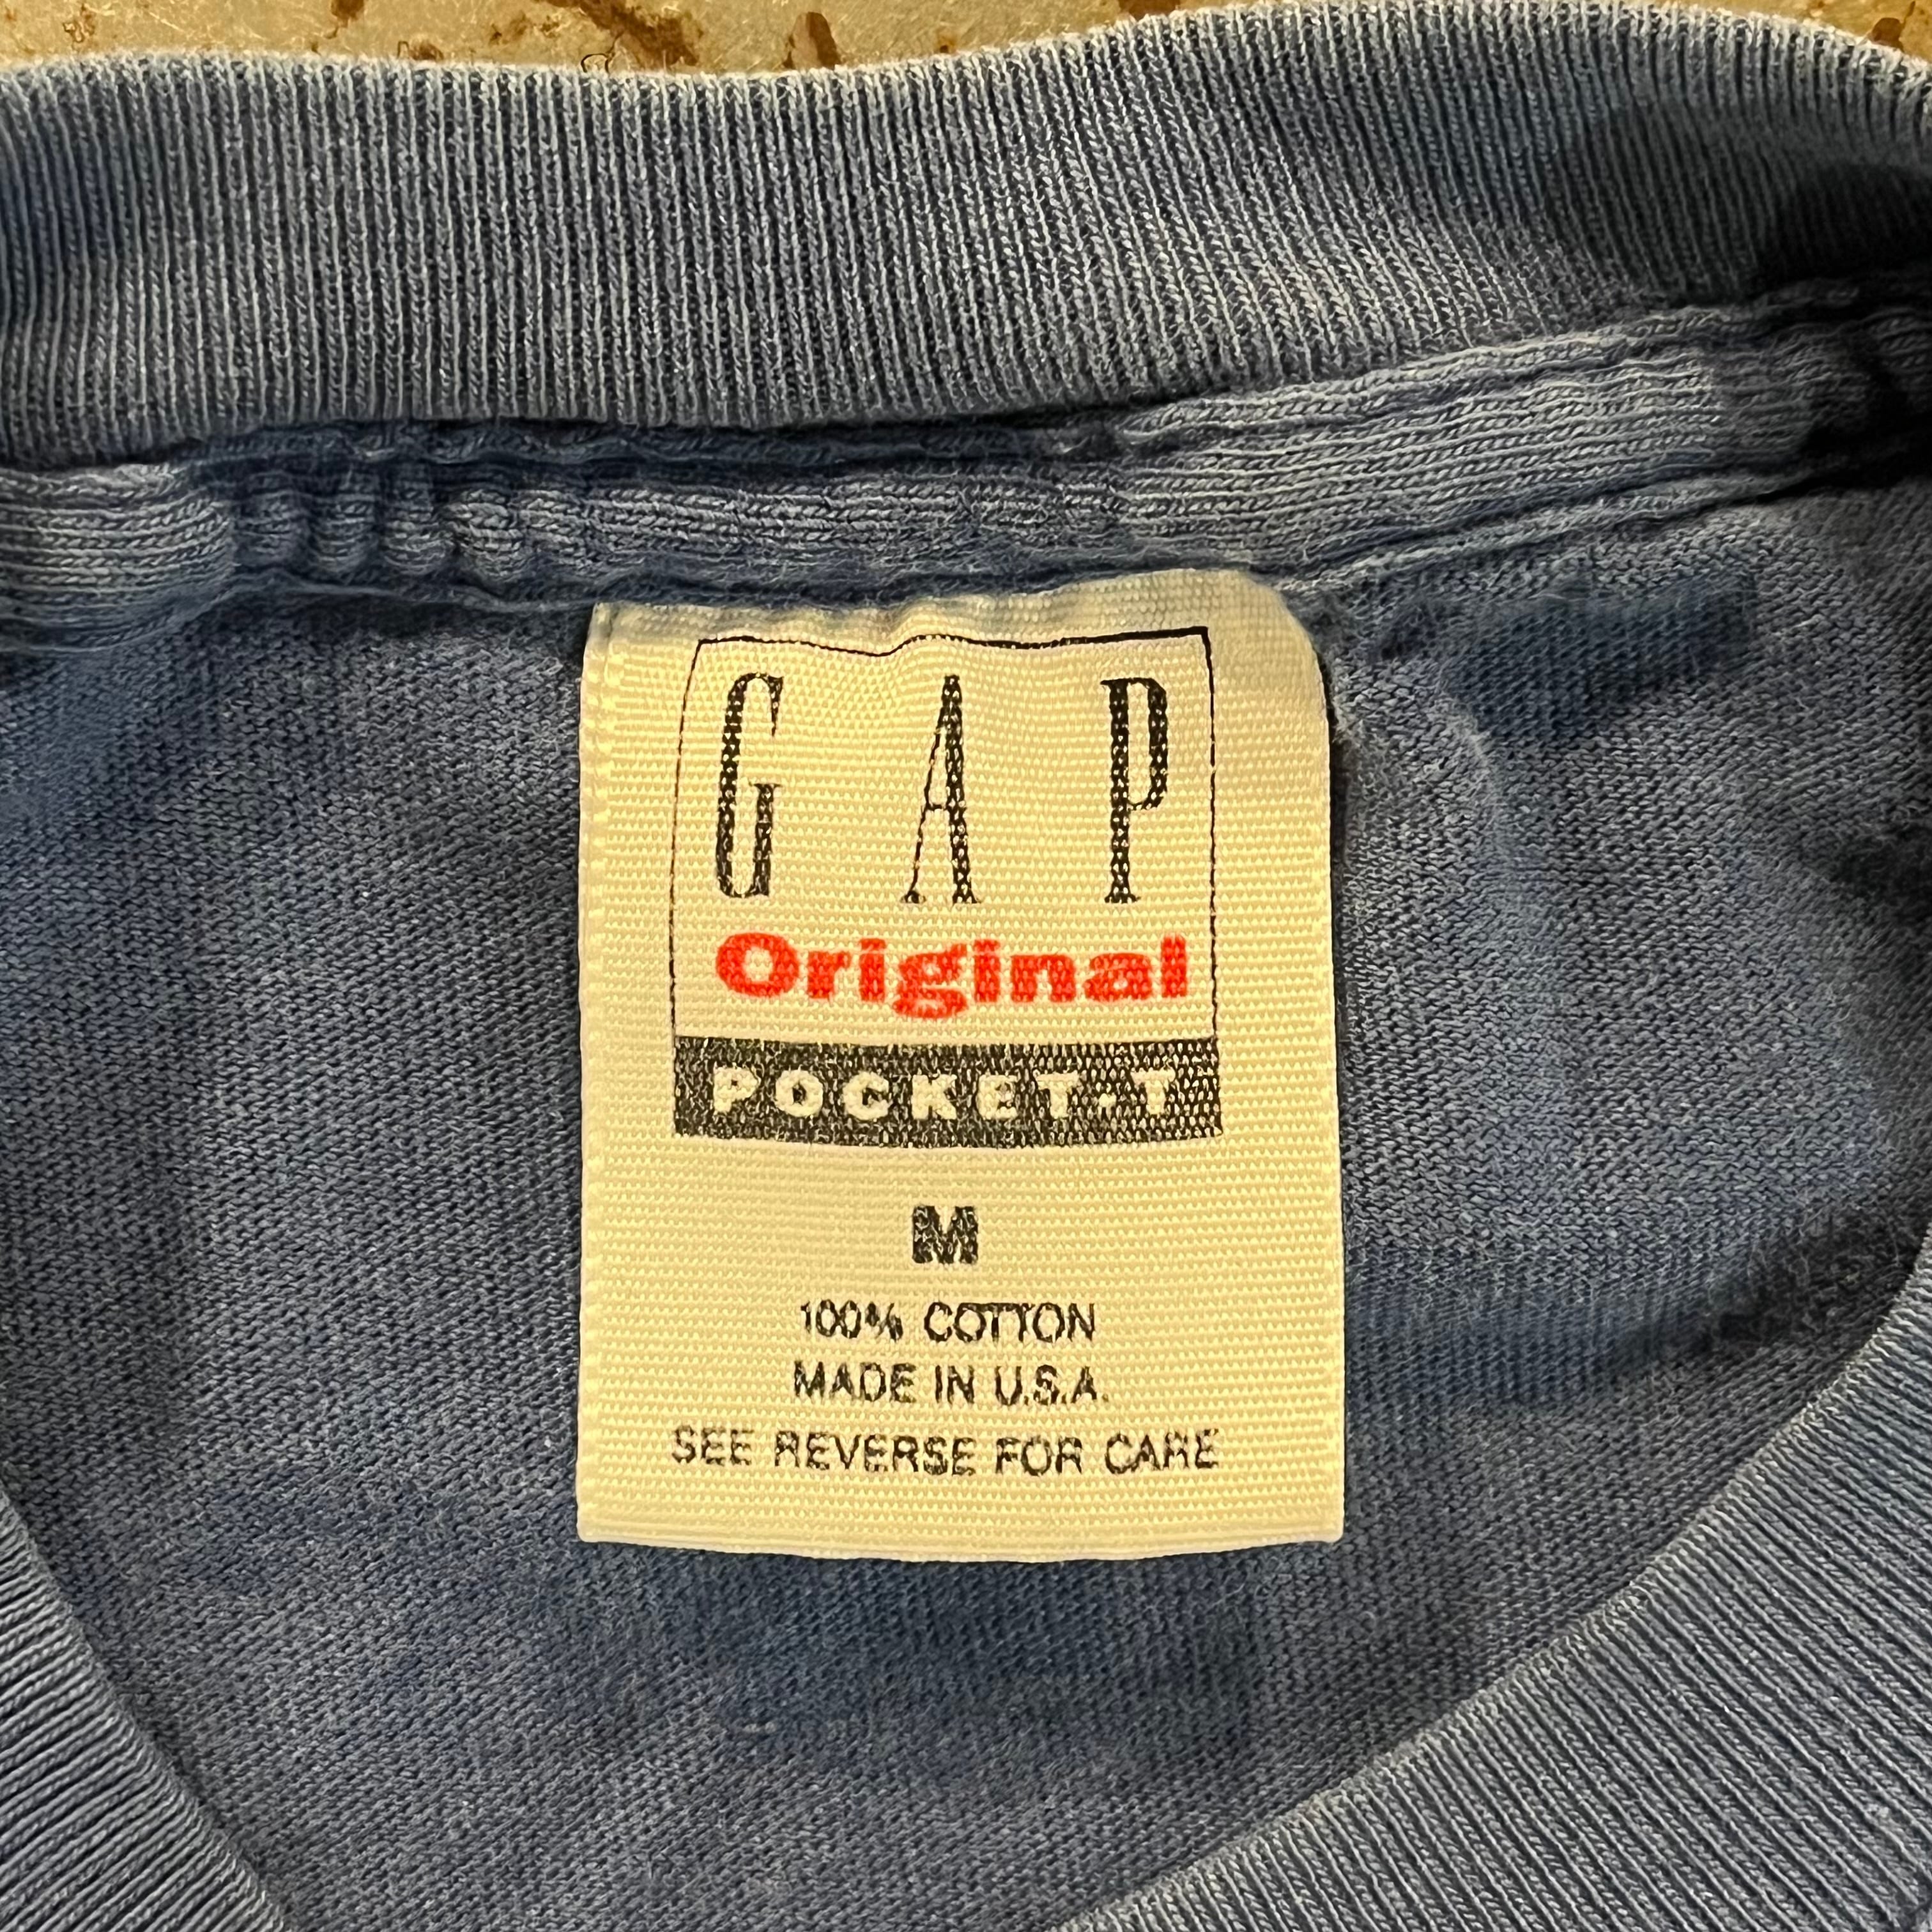 GAP
Original
POCKET·T
M
100% COTTON
MADE IN U.S.A.
SEE REVERSE FOR CARE